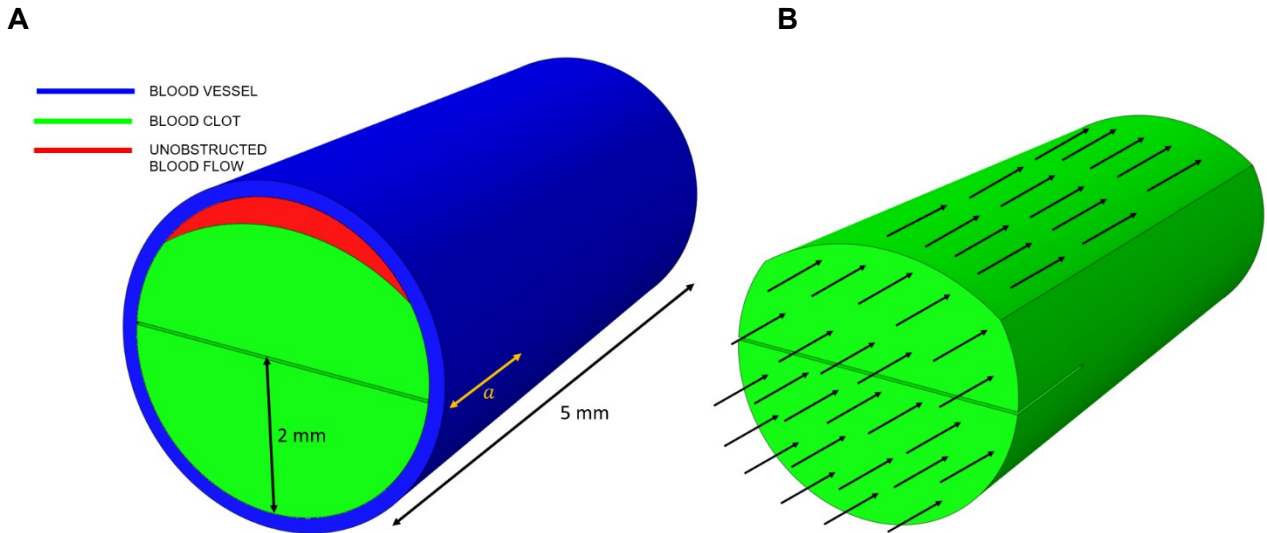 A
B
BLOOD VESSEL
BLOOD CLOT
UNOBSTRUCTED
BLOOD FLOW
a
5 mm
2 mm